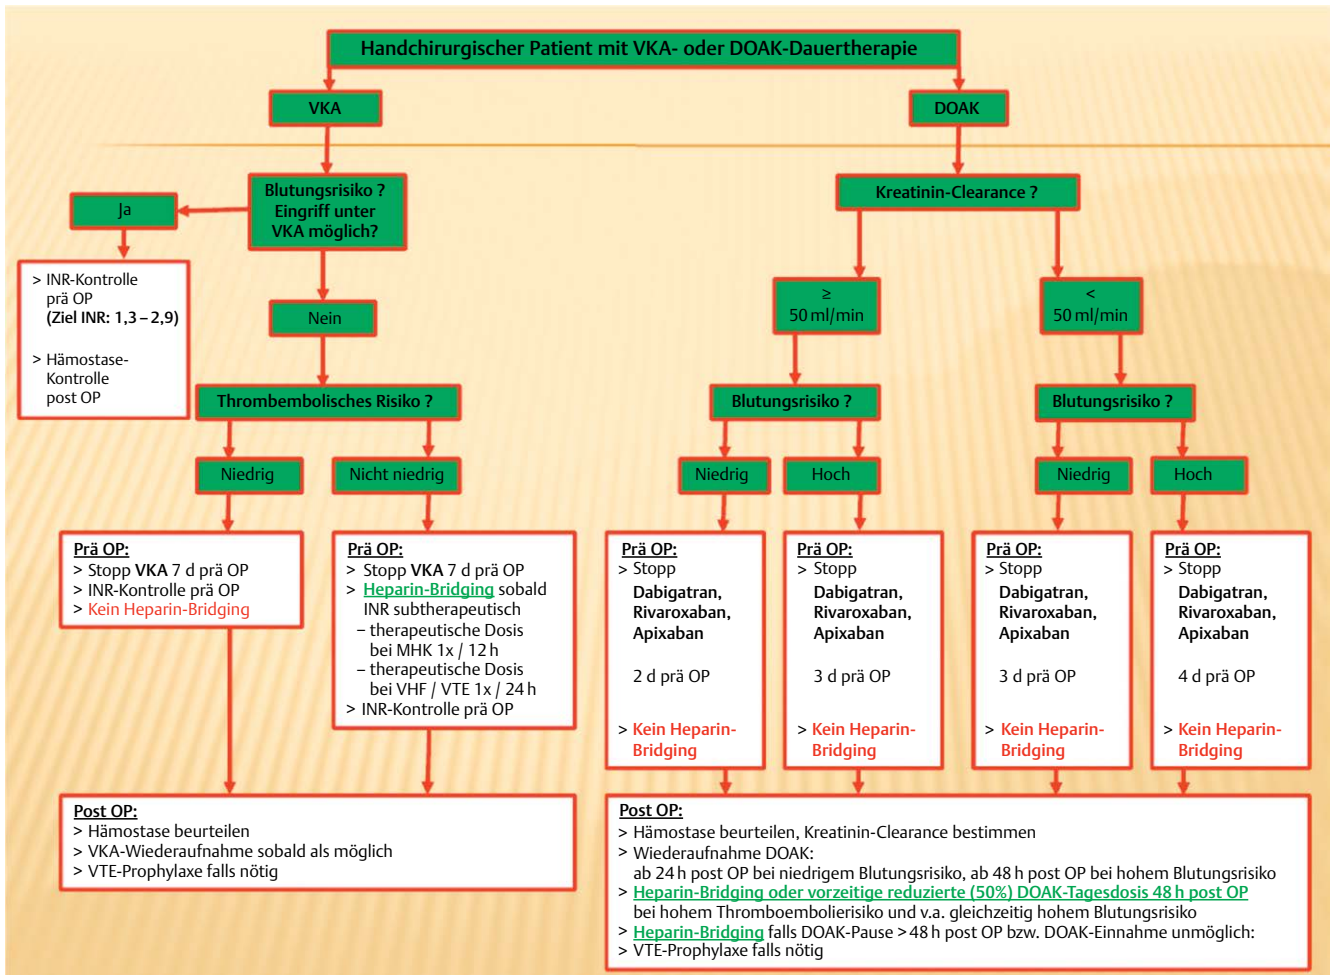 Handchirurgischer Patient mit VKA- oder DOAK-Dauertherapie
VKA
DOAK
Blutungsrisiko ?
Eingriff unter
VKA möglich?
Ja
> INR-Kontrolle
prä OP
(Ziel INR: 1,3 – 2,9)
> Hämostase-
Kontrolle
post OP
Nein
Thrombembolisches Risiko ?
Niedrig
Nicht niedrig
Prä OP:
> Stopp VKA 7 d prä OP
> INR-Kontrolle prä OP
> Kein Heparin-Bridging
Prä OP:
> Stopp VKA 7 d prä OP
> Heparin-Bridging sobald
INR subtherapeutisch
– therapeutische Dosis
bei MHK 1x / 12 h
– therapeutische Dosis
bei VHF / VTE 1x / 24 h
> INR-Kontrolle prä OP
Post OP:
> Hämostase beurteilen
> VKA-Wiederaufnahme sobald als möglich
> VTE-Prophylaxe falls nötig
Kreatinin-Clearance ?
≥
50 ml/min
<
50 ml/min
Blutungsrisiko ?
Blutungsrisiko ?
Niedrig
Hoch
Niedrig
Hoch
Prä OP:
> Stopp
Dabigatran,
Rivaroxaban,
Apixaban
2 d prä OP
> Kein Heparin-
Bridging
Prä OP:
> Stopp
Dabigatran,
Rivaroxaban,
Apixaban
3 d prä OP
> Kein Heparin-
Bridging
Prä OP:
> Stopp
Dabigatran,
Rivaroxaban,
Apixaban
3 d prä OP
> Kein Heparin-
Bridging
Prä OP:
> Stopp
Dabigatran,
Rivaroxaban,
Apixaban
4 d prä OP
> Kein Heparin-
Bridging
Post OP:
> Hämostase beurteilen, Kreatinin-Clearance bestimmen
> Wiederaufnahme DOAK:
ab 24 h post OP bei niedrigem Blutungsrisiko, ab 48 h post OP bei hohem Blutungsrisiko
> Heparin-Bridging oder vorzeitige reduzierte (50%) DOAK-Tagesdosis 48 h post OP
bei hohem Thromboembolierisiko und v.a. gleichzeitig hohem Blutungsrisiko
> Heparin-Bridging falls DOAK-Pause > 48 h post OP bzw. DOAK-Einnahme unmöglich:
> VTE-Prophylaxe falls nötig